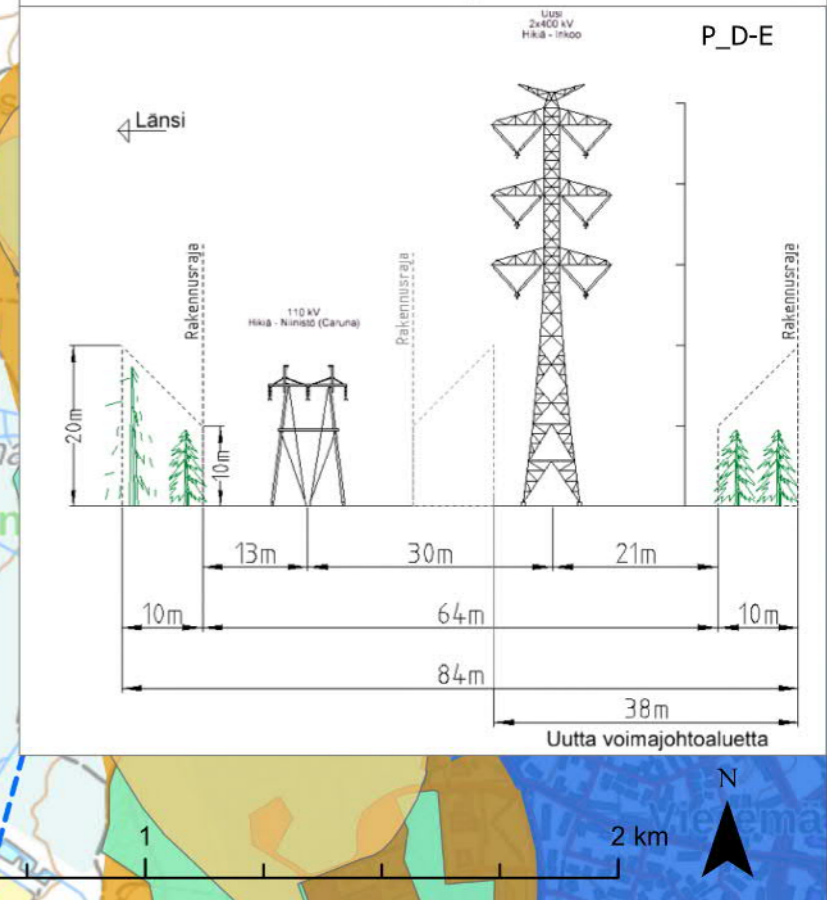 Uusi
2x400 kV
Hikiä - Inkoo
P_D-E
Länsi
Rakennusraja
Rakennusraja
Rakennusraja
110 kV
Hikiä - Niinistö (Caruna)
20m
10m
13m
30m
21m
10m
64m
10m
84m
38m
Uutta voimajohtoaluetta
N
1
2 km